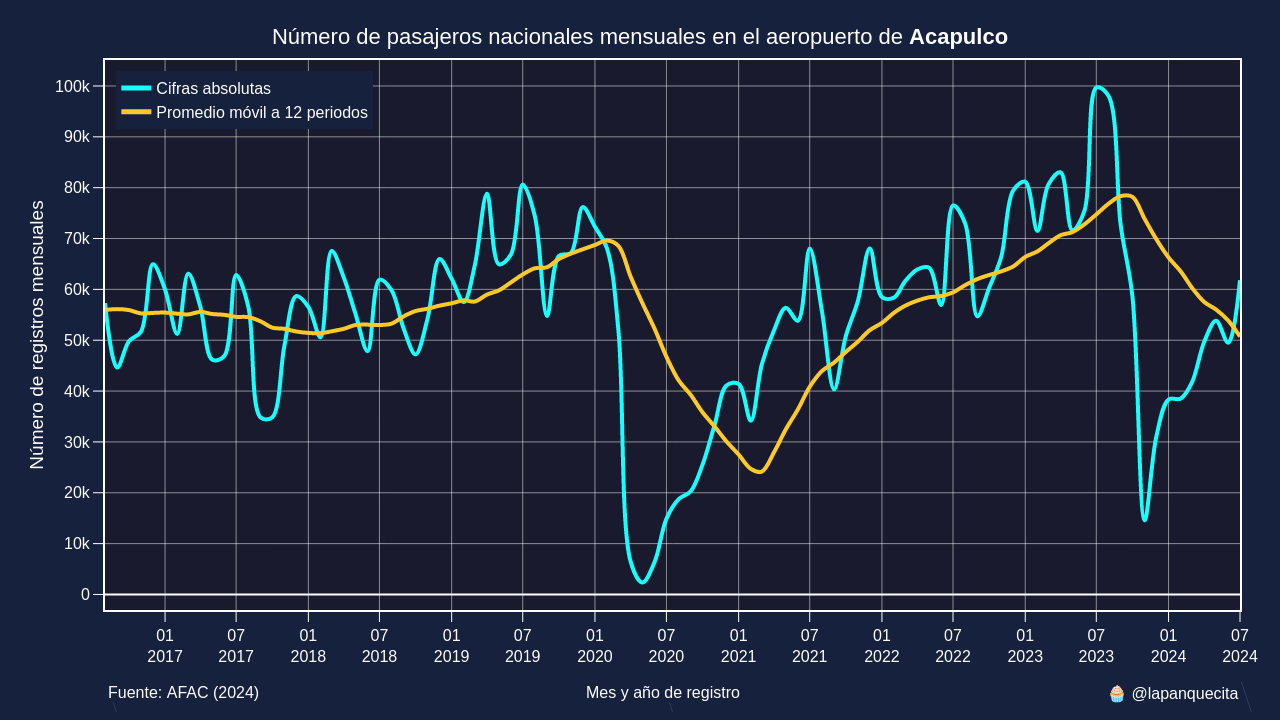 Número de pasajeros nacionales mensuales en el aeropuerto de Acapulco
Cifras absolutas
Promedio móvil a 12 periodos
Número de registros mensuales
100k
90k
80k
70k
60k
50k
40k
30k
20k
10k
0
01 07 01 07 01 07 01 07 01 07 01 07 01 07 01 07
2017 2017 2018 2018 2019 2019 2020 2020 2021 2021 2022 2022 2023 2023 2024 2024
Fuente: AFAC (2024) Mes y año de registro 🧁 @lapanquecita